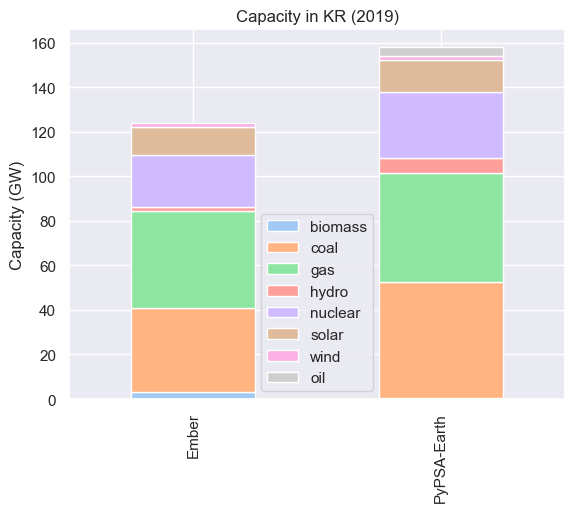 Capacity in KR (2019)
Capacity (GW)
160
140
120
100
80
60
40
20
0
biomass
coal
gas
hydro
nuclear
solar
wind
oil
Ember
PyPSA-Earth